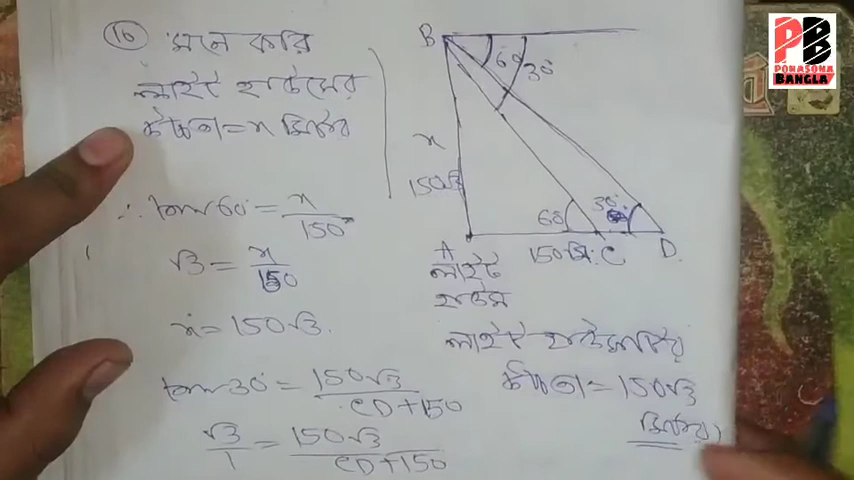 16 মনে করি
লাইট হাউসের
উচ্চতা = x মিটার
∴ tan 60° = x/150
√3 = x/150
x = 150√3.
tan 30° = 150√3/CD+150
√3/1 = 150√3/CD+150
B 60° 30°
x
150√3
60° 30°
A 150মি. C D.
লাইট
হাউস
লাইট হাউসটির
উচ্চতা = 150√3
মিটার।
PB
PONASONA
BANGLA